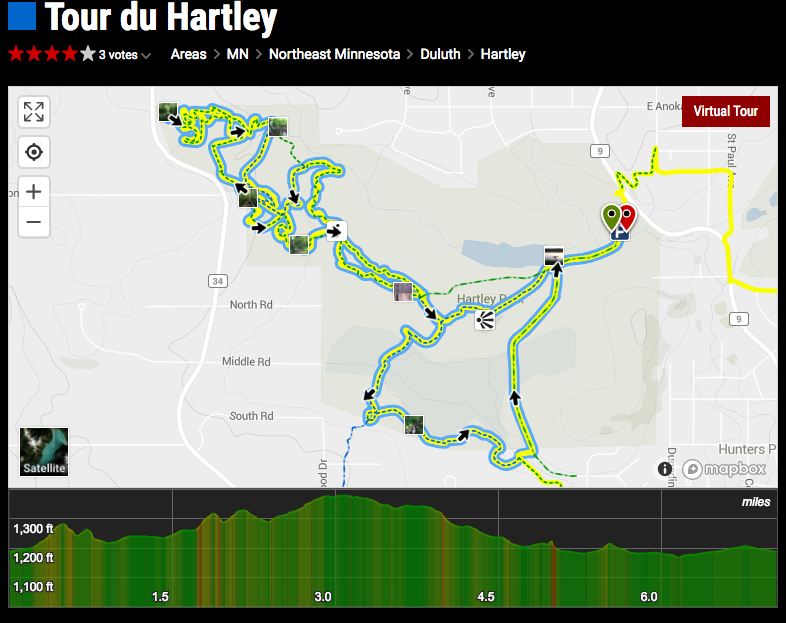 Tour du Hartley
3 votes
Areas > MN > Northeast Minnesota > Duluth > Hartley
E Anoka
Virtual Tour
9
St Paul
34
North Rd
Hartley
9
Middle Rd
South Rd
Hunters P
Satellite
mapbox
miles
1,300 ft
1,200 ft
1,100 ft
1.5
3.0
4.5
6.0